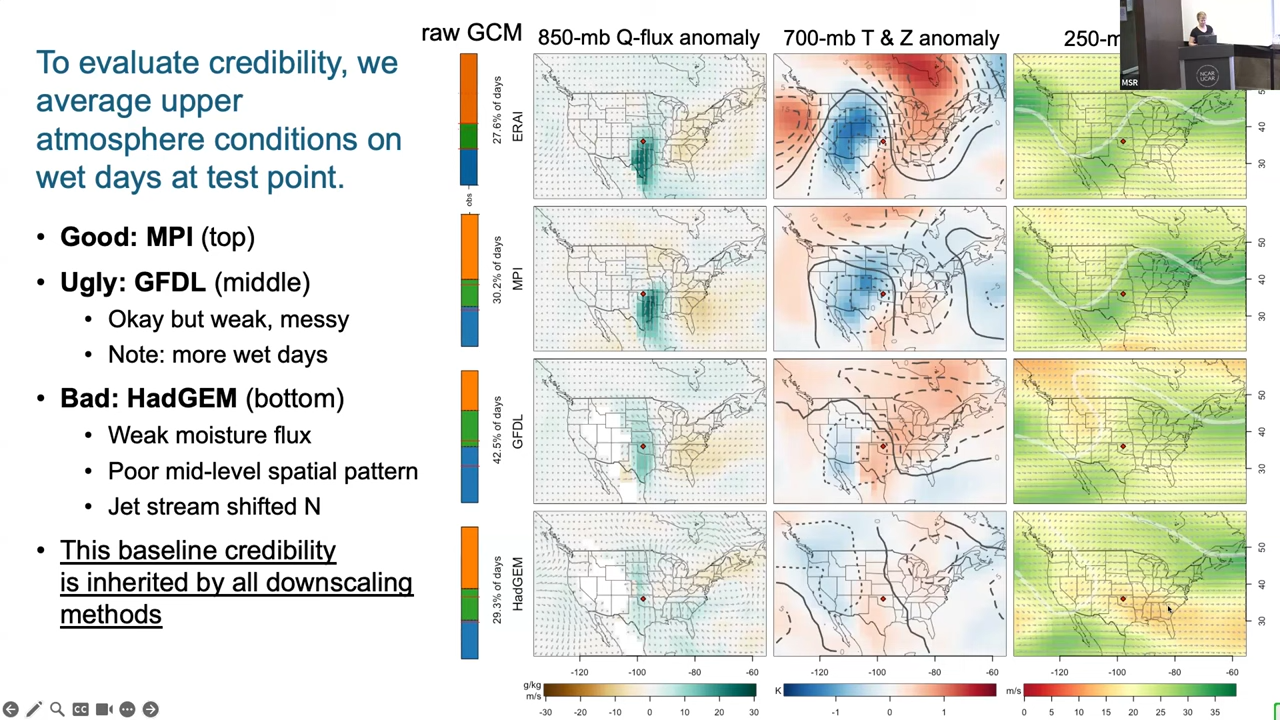 To evaluate credibility, we
average upper
atmosphere conditions on
wet days at test point.
• Good: MPI (top)
• Ugly: GFDL (middle)
• Okay but weak, messy
• Note: more wet days
• Bad: HadGEM (bottom)
• Weak moisture flux
• Poor mid-level spatial pattern
• Jet stream shifted N
• This baseline credibility
is inherited by all downscaling
methods
raw GCM
850-mb Q-flux anomaly
700-mb T & Z anomaly
250-m
MSR
NCAR
UCAR
27.6% of days
ERAI
obs
30.2% of days
MPI
42.5% of days
GFDL
29.3% of days
HadGEM
50
40
30
50
40
30
50
40
30
50
40
30
-120 -100 -80 -60
-120 -100 -80 -60
-120 -100 -80 -60
g/kg
m/s
-30 -20 -10 0 10 20 30
K
-1 0 1
m/s
0 5 10 15 20 25 30 35
CC